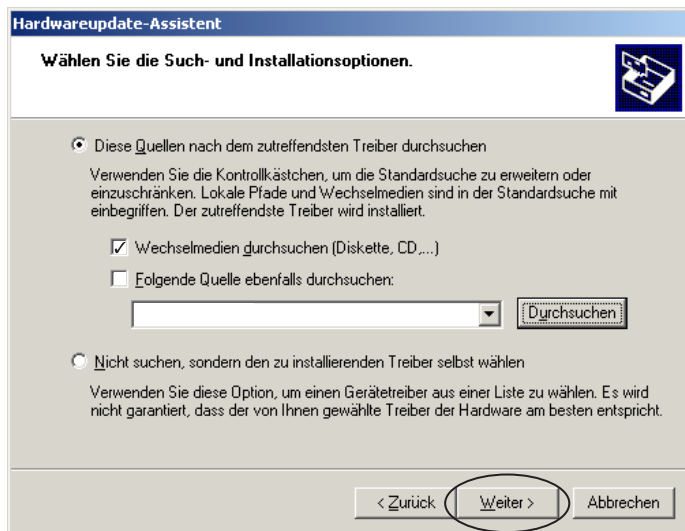 Hardwareupdate-Assistent
Wählen Sie die Such- und Installationsoptionen.
Diese Quellen nach dem zutreffendsten Treiber durchsuchen
Verwenden Sie die Kontrollkästchen, um die Standardsuche zu erweitern oder
einzuschränken. Lokale Pfade und Wechselmedien sind in der Standardsuche mit
einbegriffen. Der zutreffendste Treiber wird installiert.
Wechselmedien durchsuchen (Diskette, CD,...)
Folgende Quelle ebenfalls durchsuchen:
Durchsuchen
Nicht suchen, sondern den zu installierenden Treiber selbst wählen
Verwenden Sie diese Option, um einen Gerätetreiber aus einer Liste zu wählen. Es wird
nicht garantiert, dass der von Ihnen gewählte Treiber der Hardware am besten entspricht.
< Zurück Weiter > Abbrechen